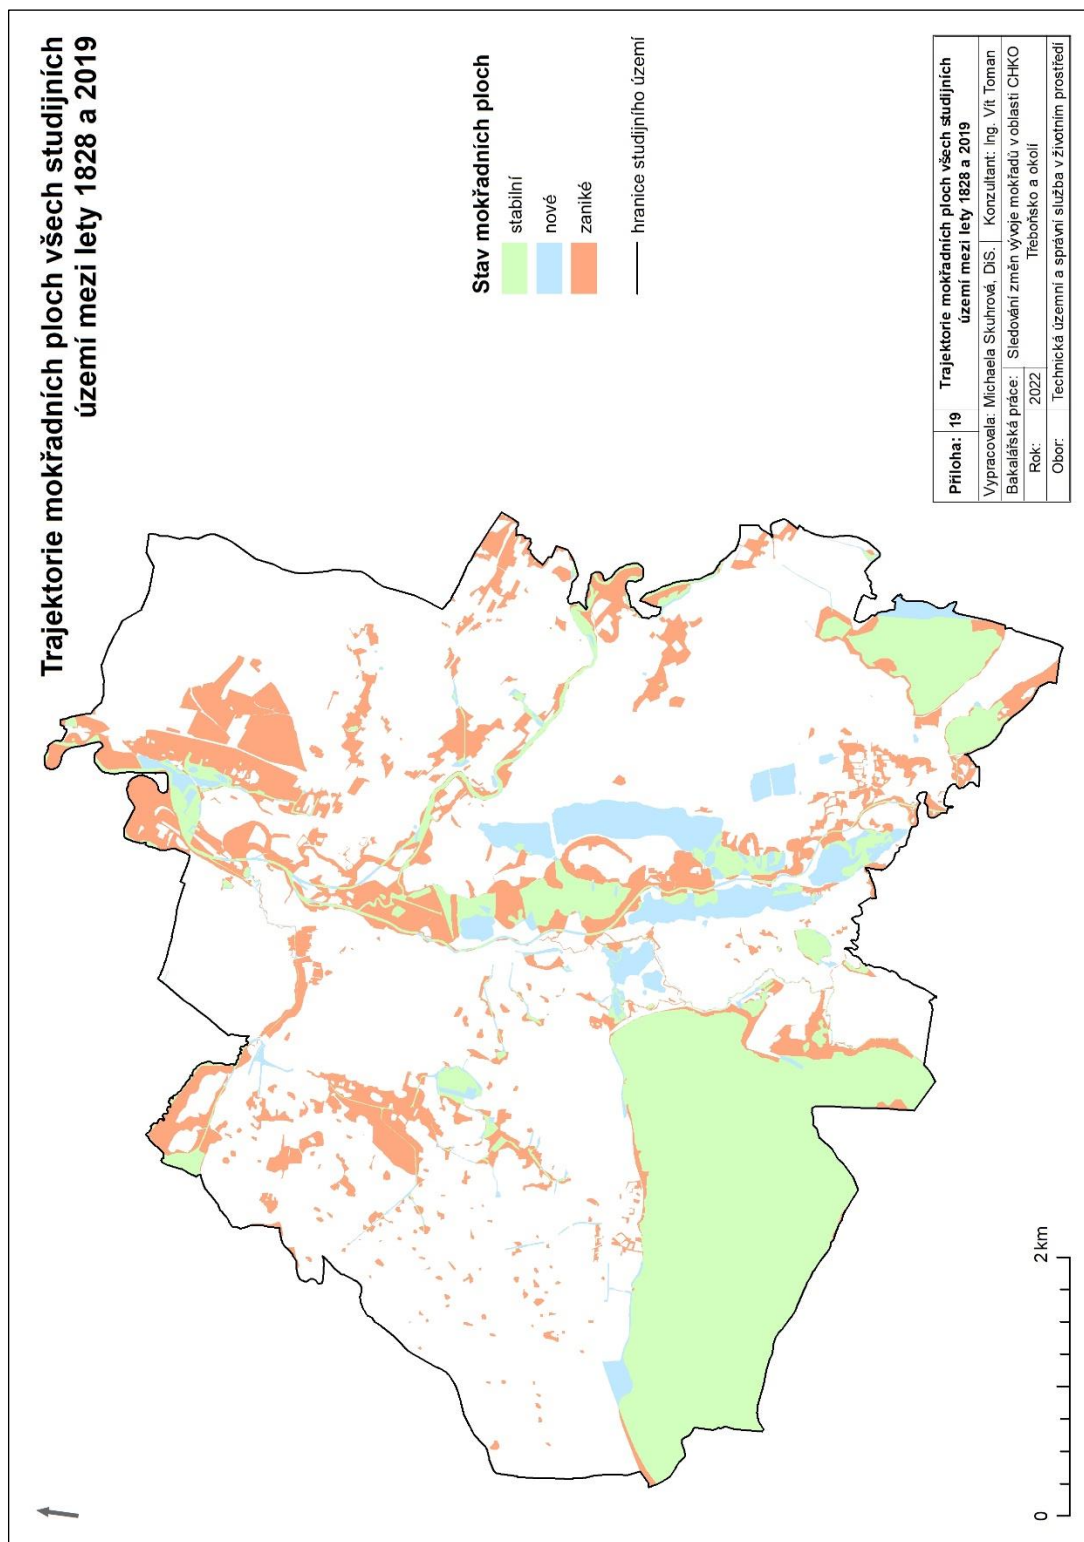 Trajektorie mokřadních ploch všech studijních
území mezi lety 1828 a 2019
Stav mokřadních ploch
stabilní
nové
zaniké
hranice studijního území
0 2 km
Příloha: 19 Trajektorie mokřadních ploch všech studijních
území mezi lety 1828 a 2019
Vypracovala: Michaela Skuhrová, DiS. Konzultant: Ing. Vít Toman
Bakalářská práce: Sledování změn vývoje mokřadů v oblasti CHKO
Třeboňsko a okolí
Rok: 2022
Obor: Technická územní a správní služba v životním prostředí